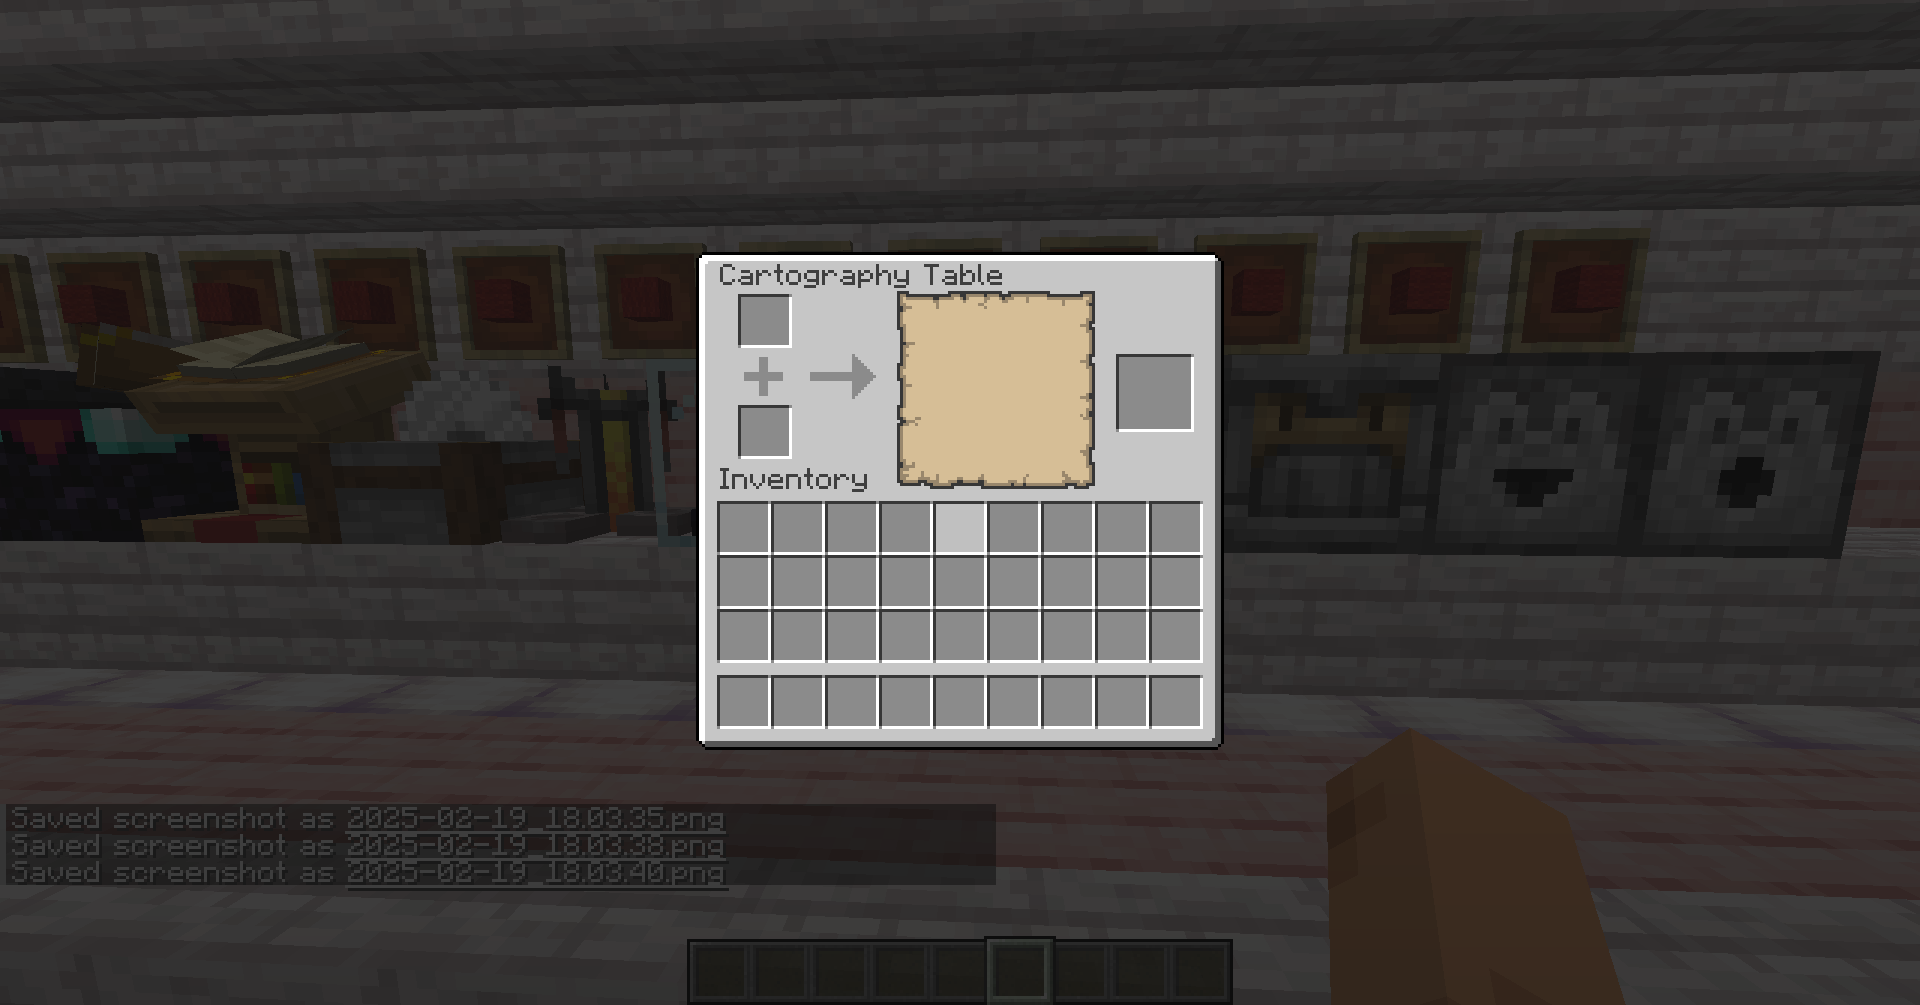 Cartography Table
Inventory
Saved screenshot as 2025-02-19_18.03.35.png
Saved screenshot as 2025-02-19_18.03.38.png
Saved screenshot as 2025-02-19_18.03.40.png